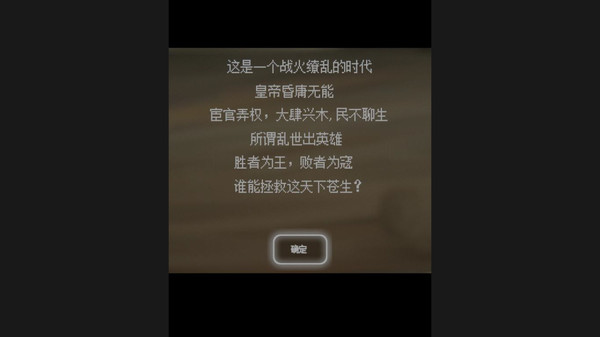 这是一个战火缭乱的时代
皇帝昏庸无能
宦官弄权，大肆兴木,民不聊生
所谓乱世出英雄
胜者为王，败者为寇
谁能拯救这天下苍生？
确定